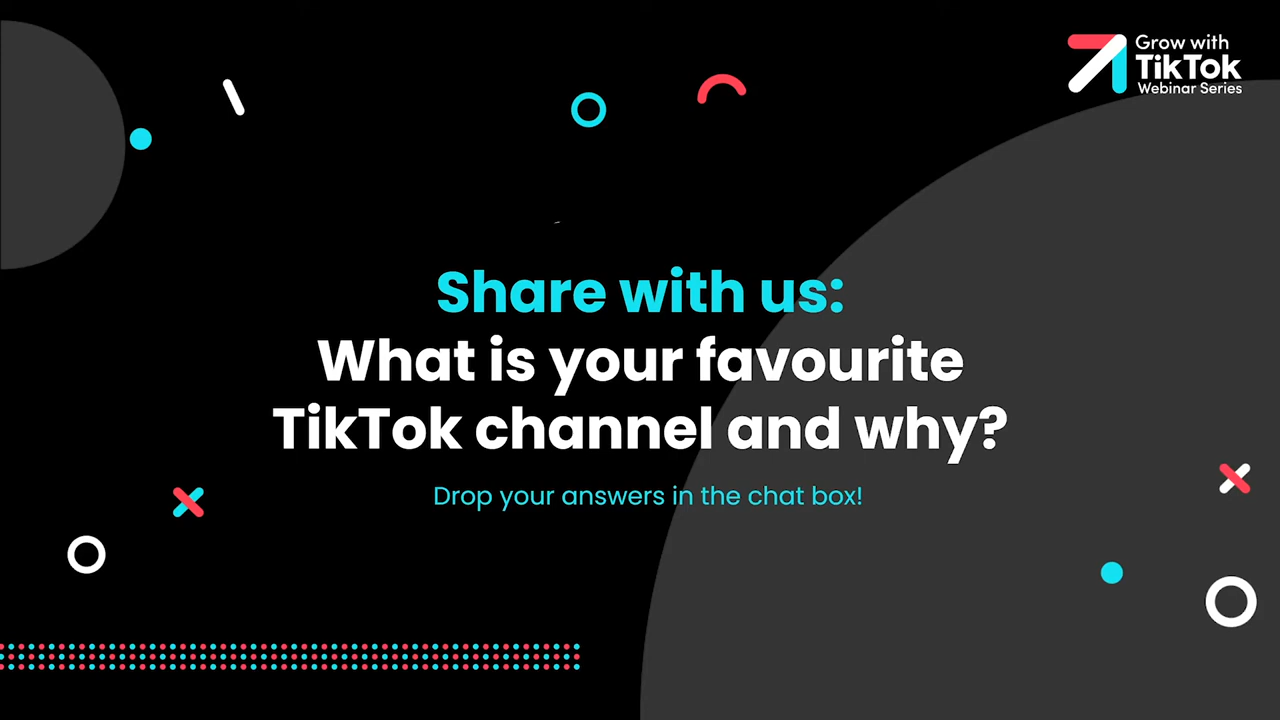 Grow with
TikTok
Webinar Series
Share with us:
What is your favourite
TikTok channel and why?
Drop your answers in the chat box!